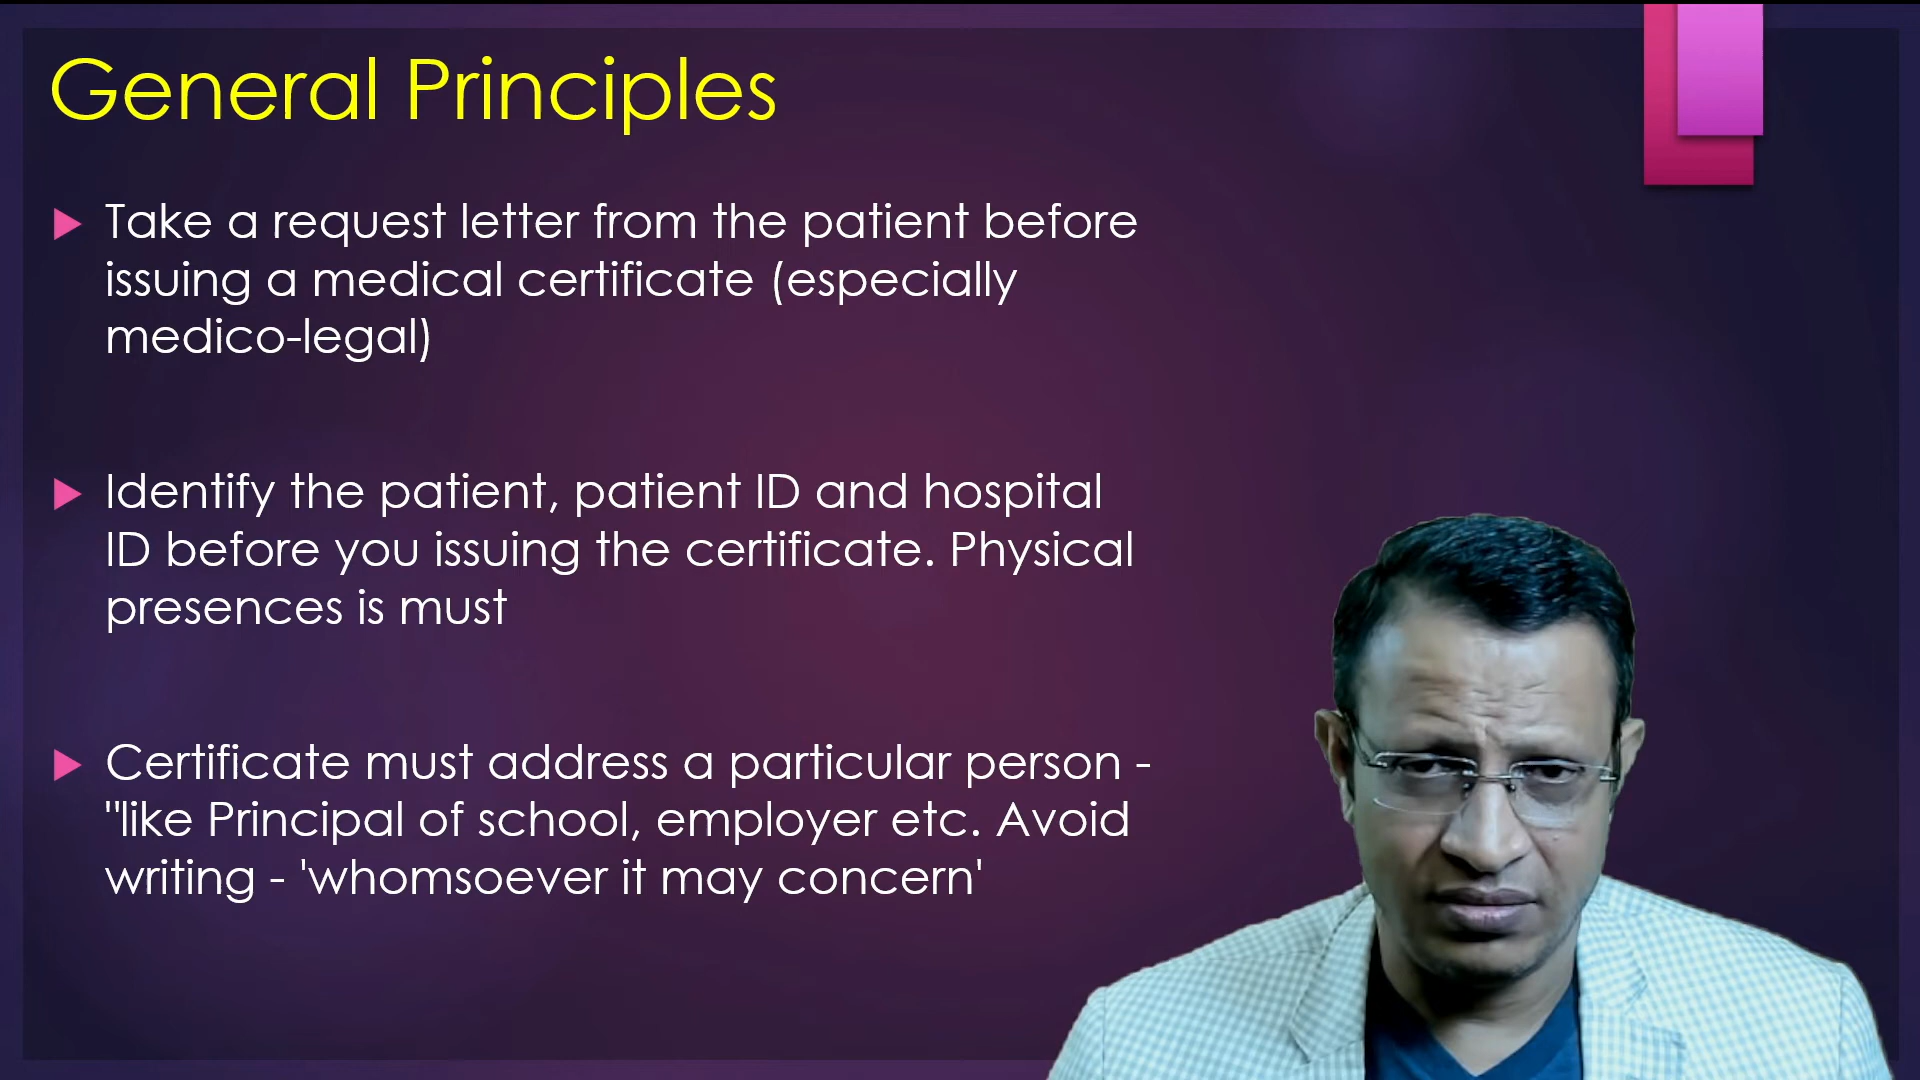 General Principles
Take a request letter from the patient before
issuing a medical certificate (especially
medico-legal)
Identify the patient, patient ID and hospital
ID before you issuing the certificate. Physical
presences is must
Certificate must address a particular person -
"like Principal of school, employer etc. Avoid
writing - 'whomsoever it may concern'